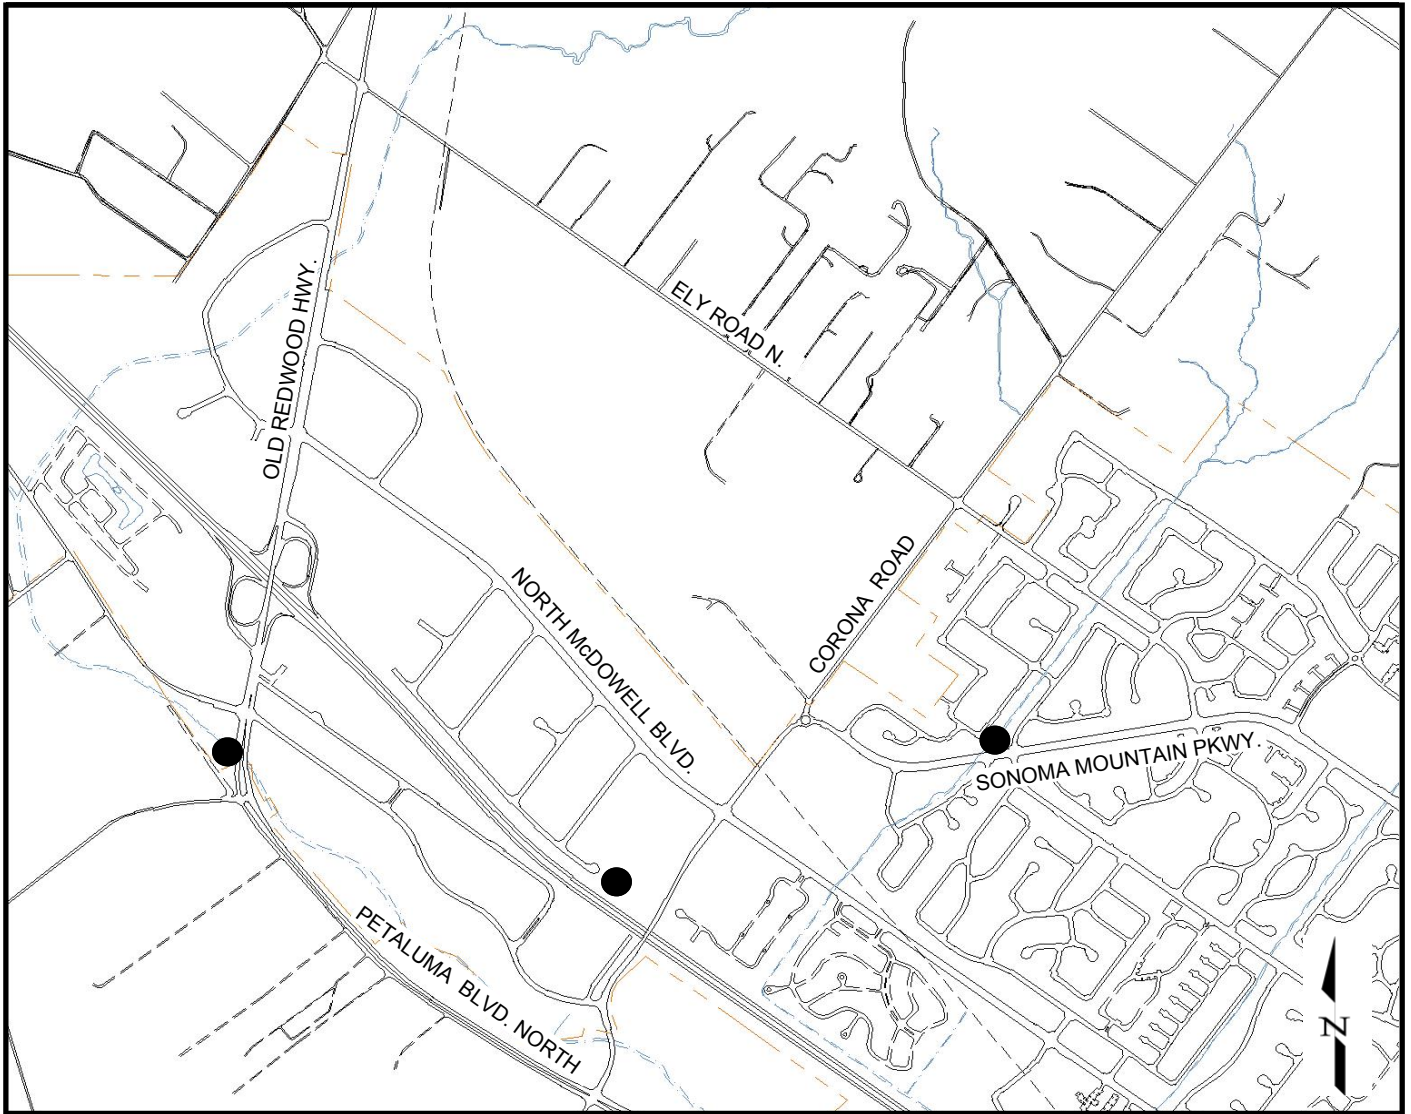 OLD REDWOOD HWY.
ELY ROAD N.
NORTH McDOWELL BLVD.
CORONA ROAD
SONOMA MOUNTAIN PKWY.
PETALUMA BLVD. NORTH
N